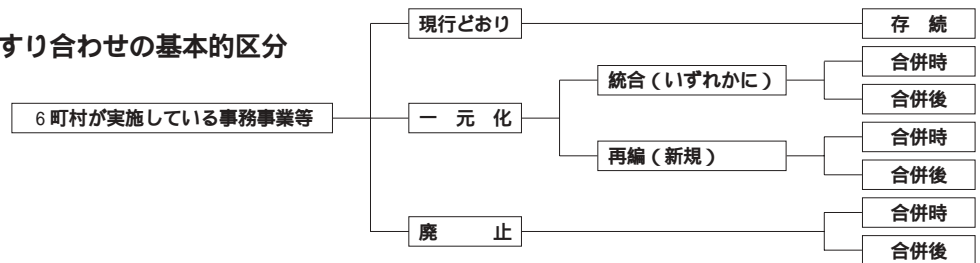 すり合わせの基本的区分
6町村が実施している事務事業等
現行どおり
存続
一元化
統合(いずれかに)
合併時
合併後
再編(新規)
合併時
合併後
廃止
合併時
合併後